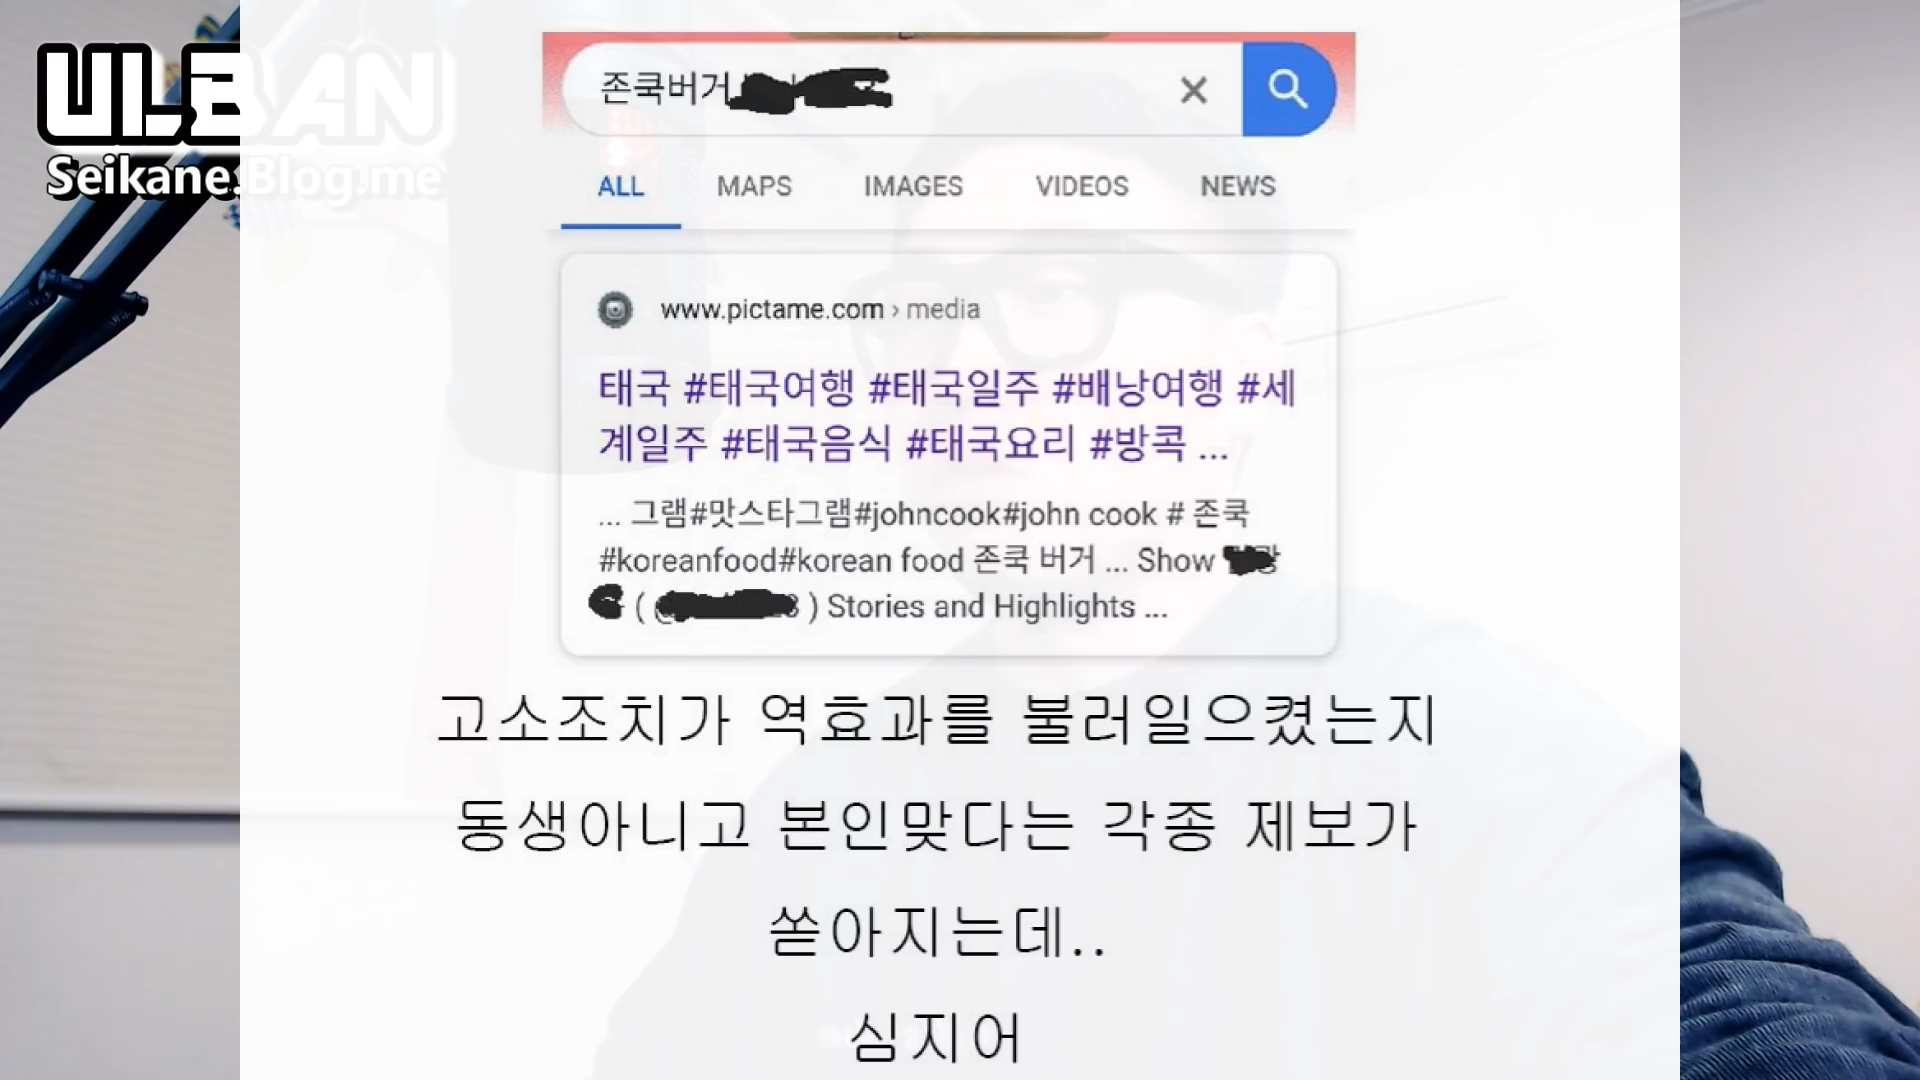 ULBAN
Seikane.Blog.me
존쿡버거
ALL MAPS IMAGES VIDEOS NEWS
www.pictame.com › media
태국 #태국여행 #태국일주 #배낭여행 #세
계일주 #태국음식 #태국요리 #방콕 ...
... 그램#맛스타그램#johncook#john cook # 존쿡
#koreanfood#korean food 존쿡 버거 ... Show
( ) Stories and Highlights ...
고소조치가 역효과를 불러일으켰는지
동생아니고 본인맞다는 각종 제보가
쏟아지는데..
심지어